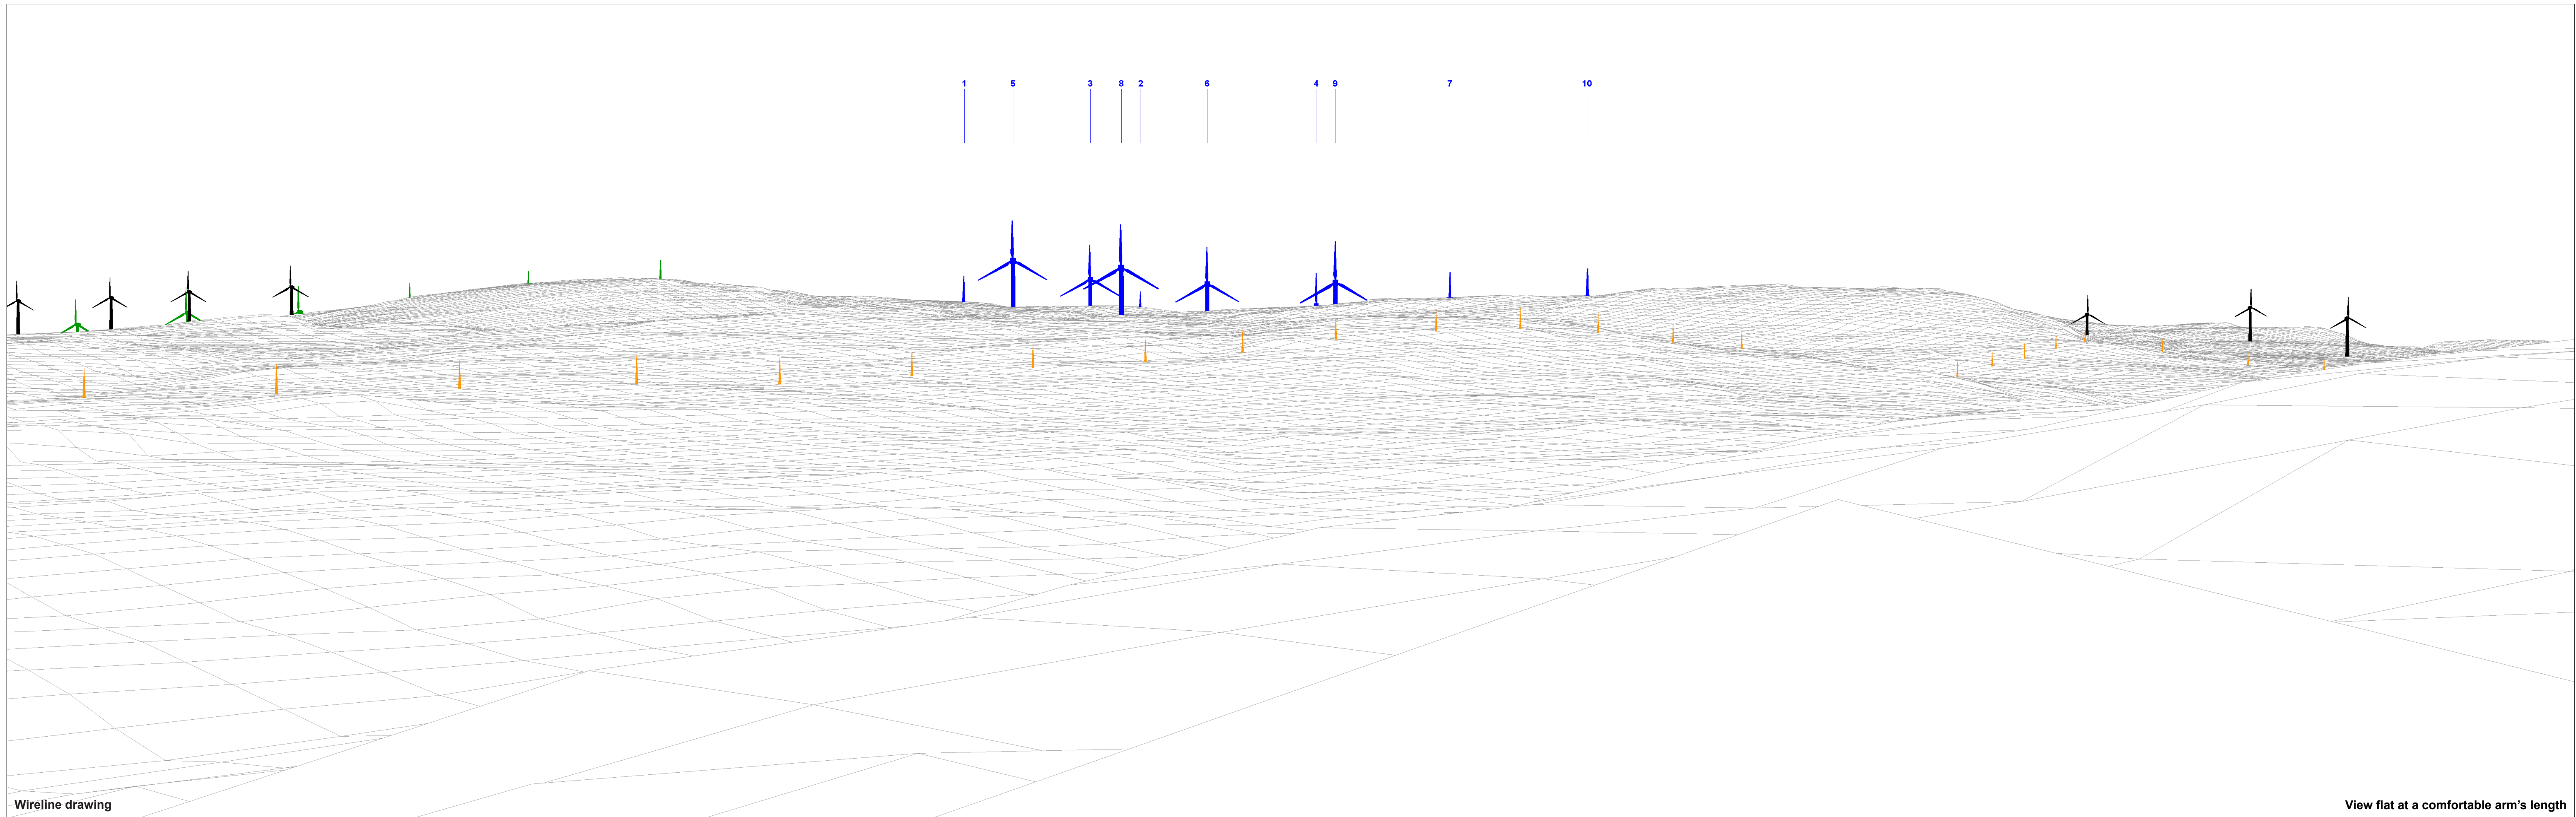 1 5 3 8 2 6 4 9 7 10
Wireline drawing
View flat at a comfortable arm's length